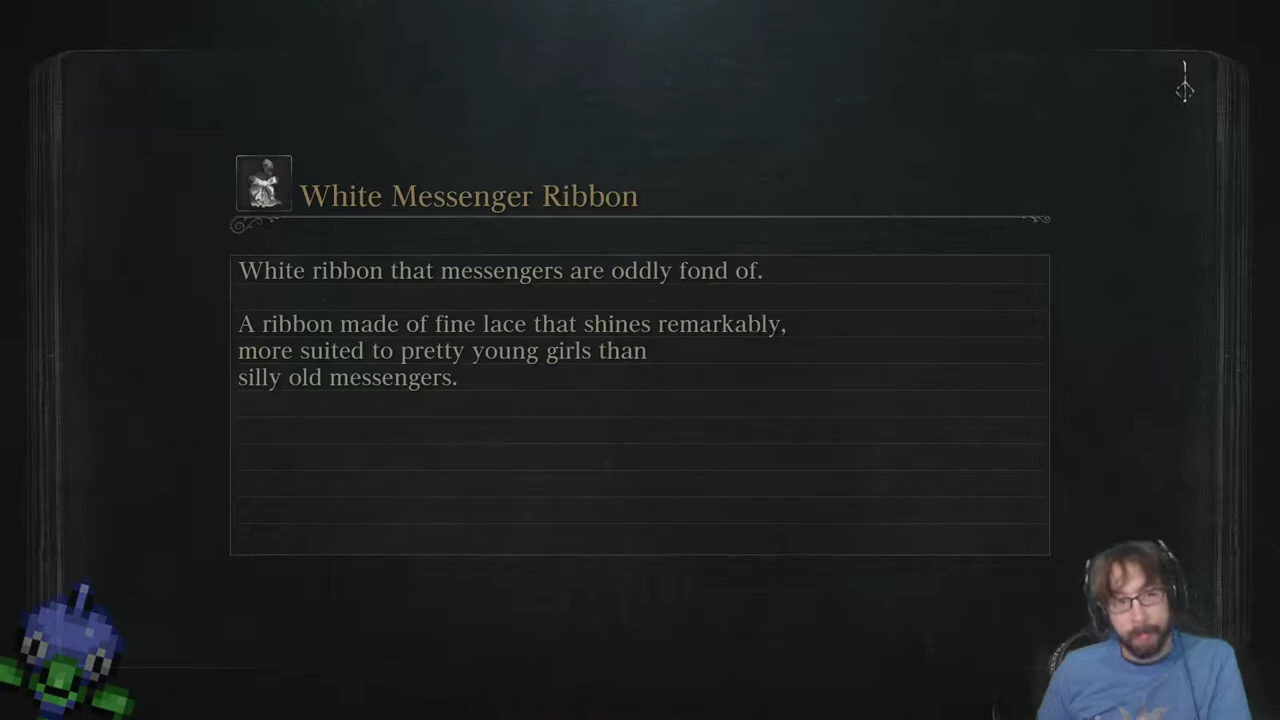 White Messenger Ribbon
White ribbon that messengers are oddly fond of.
A ribbon made of fine lace that shines remarkably,
more suited to pretty young girls than
silly old messengers.